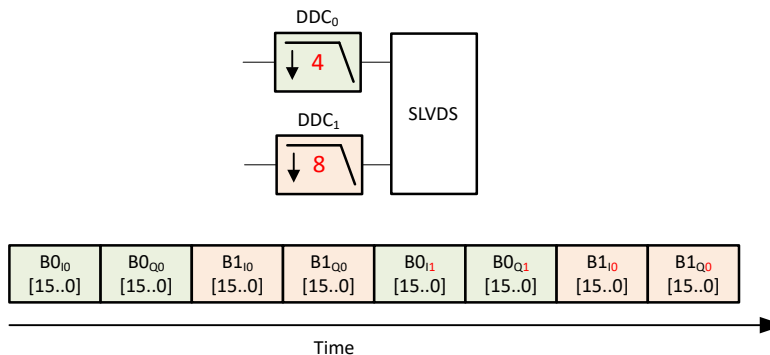 DDC₀
4
SLVDS
DDC₁
8
B0I0 B0Q0 B1I0 B1Q0 B0I1 B0Q1 B1I0 B1Q0
[15..0] [15..0] [15..0] [15..0] [15..0] [15..0] [15..0] [15..0]
Time